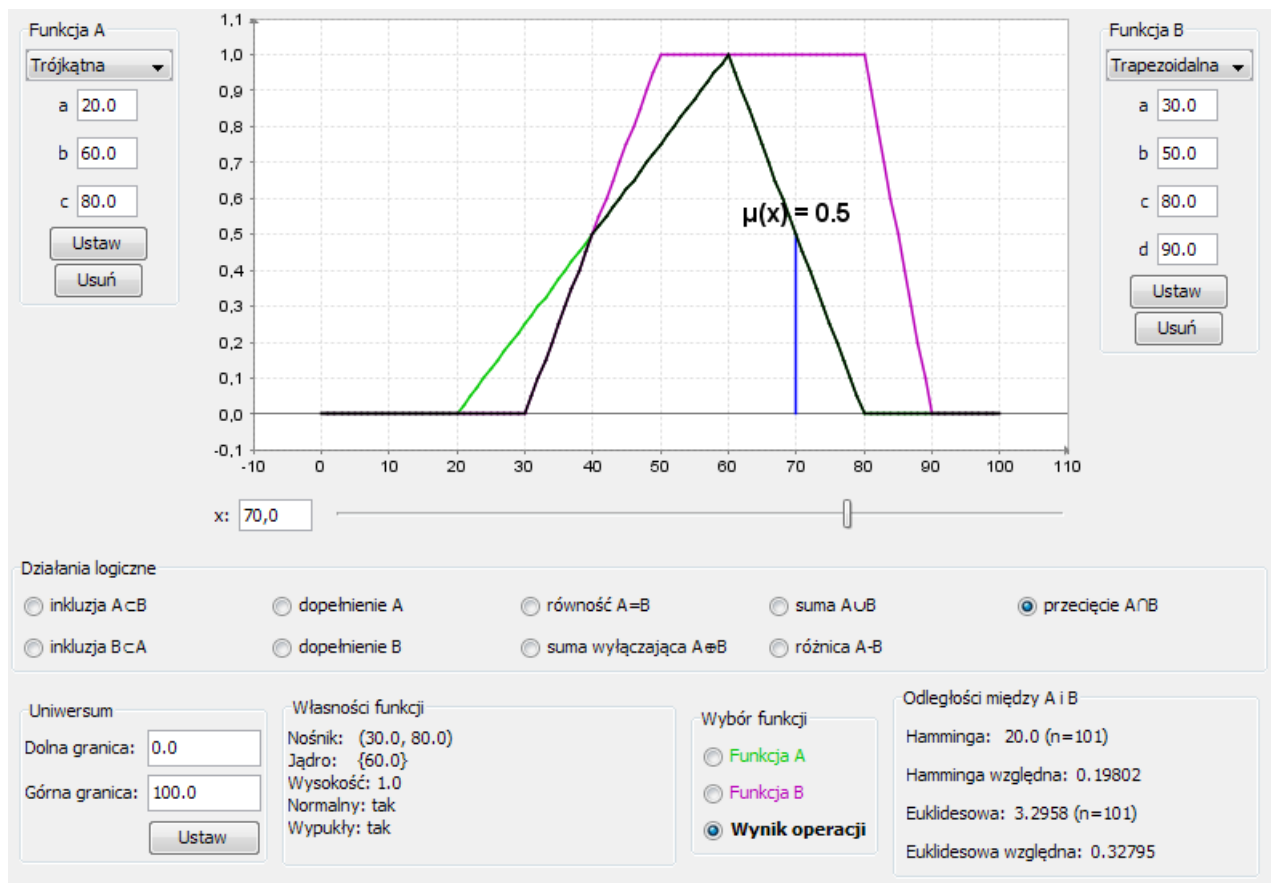 Funkcja A
Trójkątna
a 20.0
b 60.0
c 80.0
Ustaw
Usuń
1,1
1,0
0,9
0,8
0,7
0,6
0,5
0,4
0,3
0,2
0,1
0,0
-0,1
-10 0 10 20 30 40 50 60 70 80 90 100 110
μ(x) = 0.5
Funkcja B
Trapezoidalna
a 30.0
b 50.0
c 80.0
d 90.0
Ustaw
Usuń
x: 70,0
Działania logiczne
inkluzja A⊂B dopełnienie A równość A=B suma A∪B przecięcie A∩B
inkluzja B⊂A dopełnienie B suma wyłączająca A⊕B różnica A-B
Uniwersum
Dolna granica: 0.0
Górna granica: 100.0
Ustaw
Własności funkcji
Nośnik: (30.0, 80.0)
Jądro: {60.0}
Wysokość: 1.0
Normalny: tak
Wypukły: tak
Wybór funkcji
Funkcja A
Funkcja B
Wynik operacji
Odległości między A i B
Hamminga: 20.0 (n=101)
Hamminga względna: 0.19802
Euklidesowa: 3.2958 (n=101)
Euklidesowa względna: 0.32795